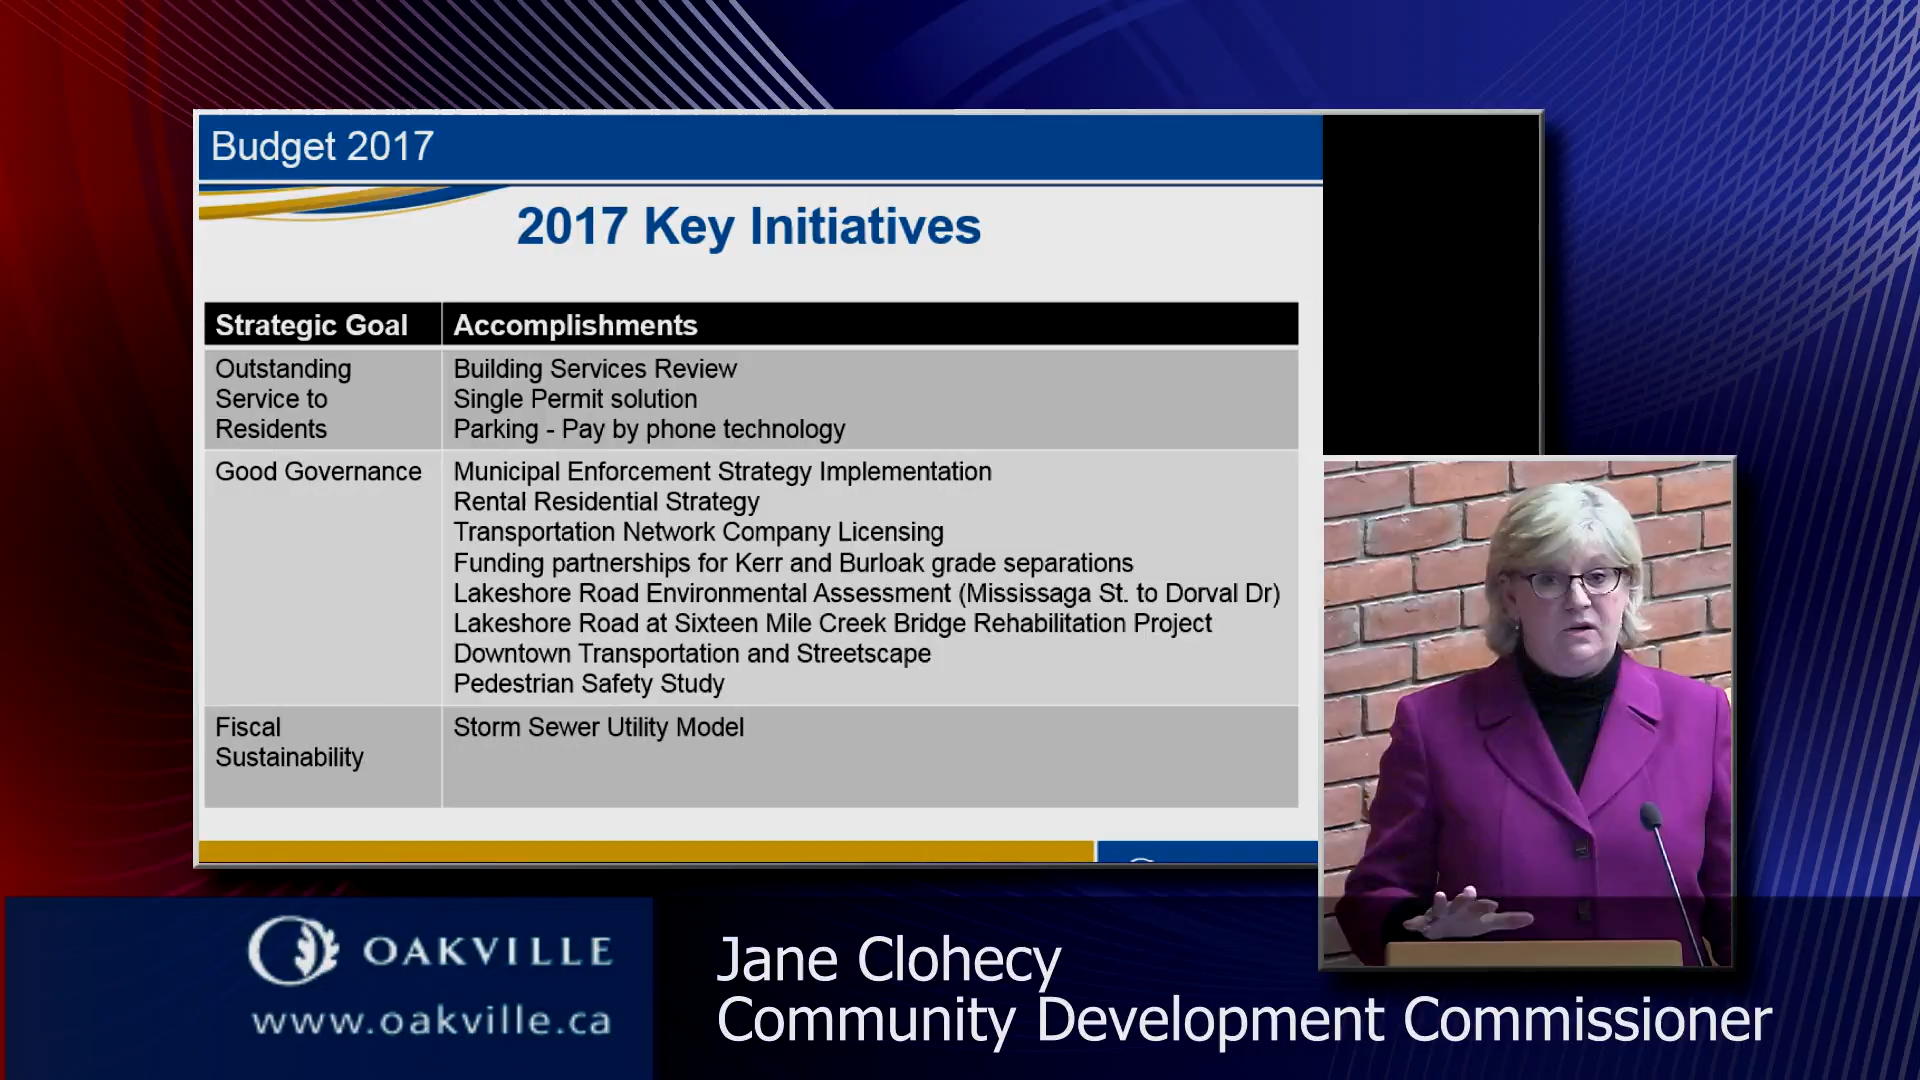 Budget 2017
2017 Key Initiatives
Strategic Goal
Accomplishments
Outstanding
Service to
Residents
Building Services Review
Single Permit solution
Parking - Pay by phone technology
Good Governance
Municipal Enforcement Strategy Implementation
Rental Residential Strategy
Transportation Network Company Licensing
Funding partnerships for Kerr and Burloak grade separations
Lakeshore Road Environmental Assessment (Mississaga St. to Dorval Dr)
Lakeshore Road at Sixteen Mile Creek Bridge Rehabilitation Project
Downtown Transportation and Streetscape
Pedestrian Safety Study
Fiscal
Sustainability
Storm Sewer Utility Model
OAKVILLE
www.oakville.ca
Jane Clohecy
Community Development Commissioner